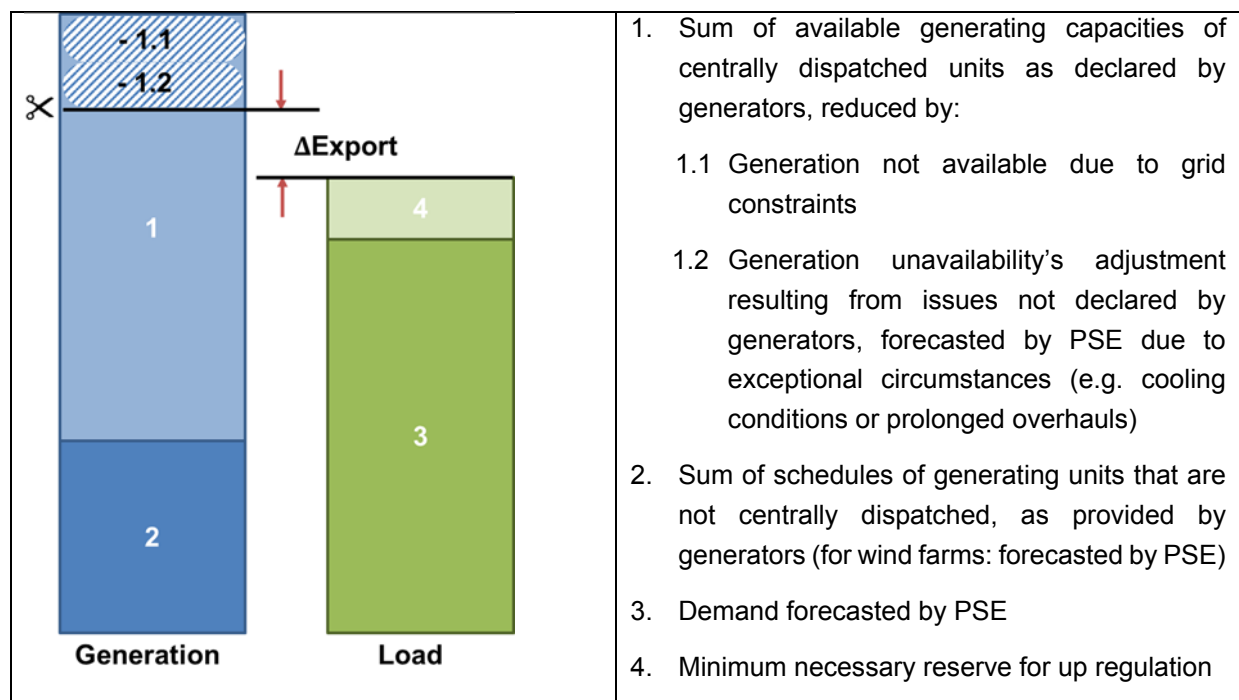 - 1.1
- 1.2
ΔExport
4
1
3
2
Generation
Load
1. Sum of available generating capacities of
centrally dispatched units as declared by
generators, reduced by:
1.1 Generation not available due to grid
constraints
1.2 Generation unavailability’s adjustment
resulting from issues not declared by
generators, forecasted by PSE due to
exceptional circumstances (e.g. cooling
conditions or prolonged overhauls)
2. Sum of schedules of generating units that are
not centrally dispatched, as provided by
generators (for wind farms: forecasted by PSE)
3. Demand forecasted by PSE
4. Minimum necessary reserve for up regulation